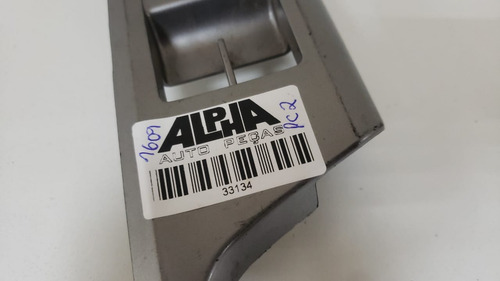 ALPHA
AUTO PEÇAS
33134
1609
PC2